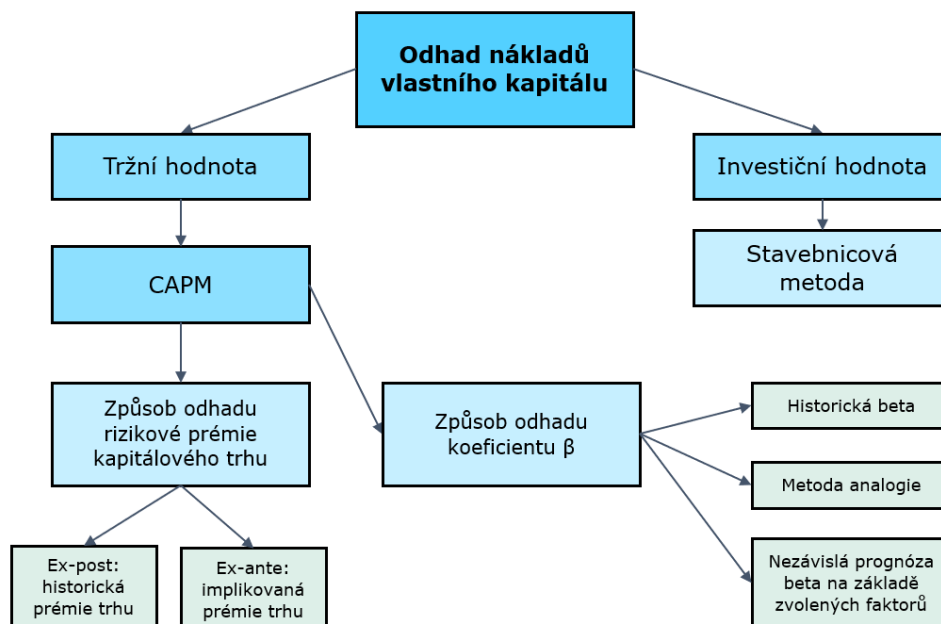 Odhad nákladů
vlastního kapitálu
Tržní hodnota
Investiční hodnota
CAPM
Stavebnicová
metoda
Způsob odhadu
rizikové prémie
kapitálového trhu
Způsob odhadu
koeficientu β
Historická beta
Metoda analogie
Nezávislá prognóza
beta na základě
zvolených faktorů
Ex-post:
historická
prémie trhu
Ex-ante:
implikovaná
prémie trhu